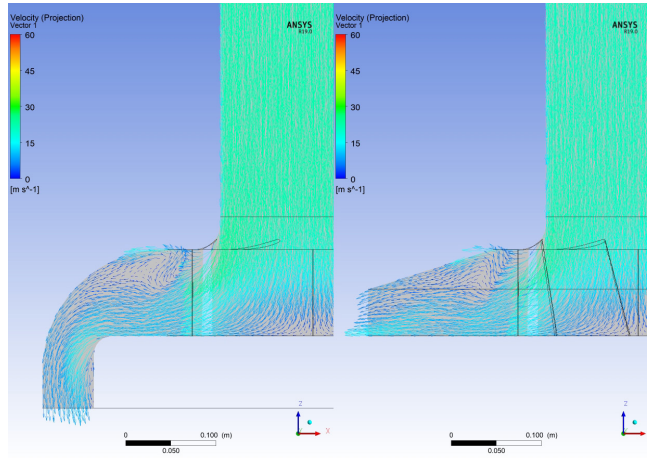 Velocity (Projection)
Vector 1
60
45
30
15
0
[m s^-1]
ANSYS
R19.0
0
0.100 (m)
0.050
Z
X
Velocity (Projection)
Vector 1
60
45
30
15
0
[m s^-1]
ANSYS
R19.0
0
0.100 (m)
0.050
Z
X